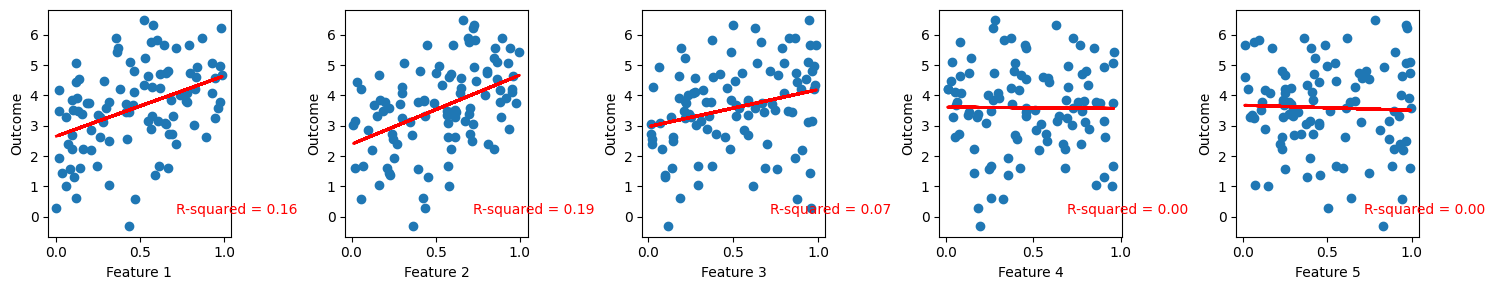 Outcome
6
5
4
3
2
1
0
R-squared = 0.16
0.0 0.5 1.0
Feature 1
Outcome
6
5
4
3
2
1
0
R-squared = 0.19
0.0 0.5 1.0
Feature 2
Outcome
6
5
4
3
2
1
0
R-squared = 0.07
0.0 0.5 1.0
Feature 3
Outcome
6
5
4
3
2
1
0
R-squared = 0.00
0.0 0.5 1.0
Feature 4
Outcome
6
5
4
3
2
1
0
R-squared = 0.00
0.0 0.5 1.0
Feature 5